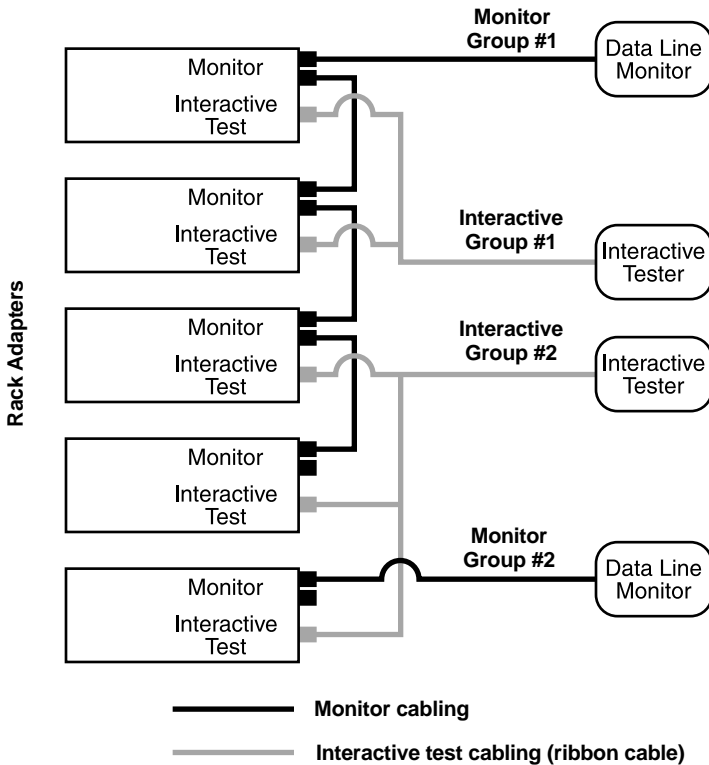 Monitor
Group #1
Data Line
Monitor
Monitor
Interactive
Test
Monitor
Interactive
Test
Interactive
Group #1
Interactive
Tester
Rack Adapters
Monitor
Interactive
Test
Interactive
Group #2
Interactive
Tester
Monitor
Interactive
Test
Monitor
Group #2
Data Line
Monitor
Monitor
Interactive
Test
Monitor cabling
Interactive test cabling (ribbon cable)